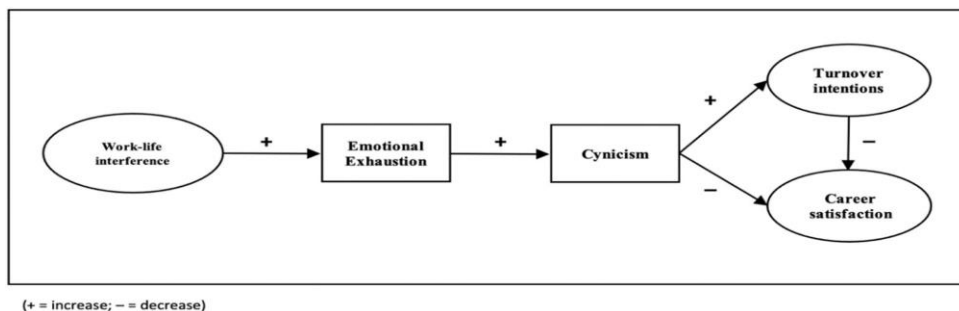 Work-life
interference
+
Emotional
Exhaustion
+
Cynicism
+
–
Turnover
intentions
–
Career
satisfaction
(+ = increase; – = decrease)